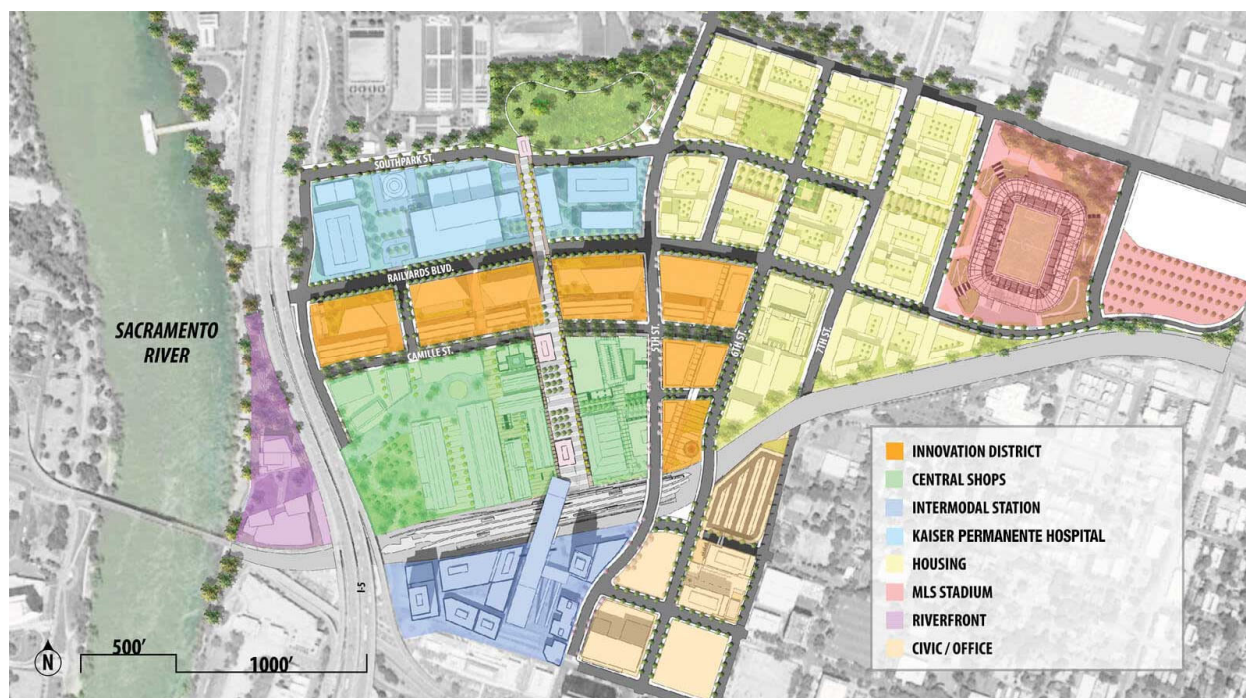 SOUTHPARK ST.
RAILYARDS BLVD.
SACRAMENTO
RIVER
CAMILLE ST.
5TH ST.
6TH ST.
7TH ST.
I-5
INNOVATION DISTRICT
CENTRAL SHOPS
INTERMODAL STATION
KAISER PERMANENTE HOSPITAL
HOUSING
MLS STADIUM
RIVERFRONT
CIVIC / OFFICE
N
500'
1000'